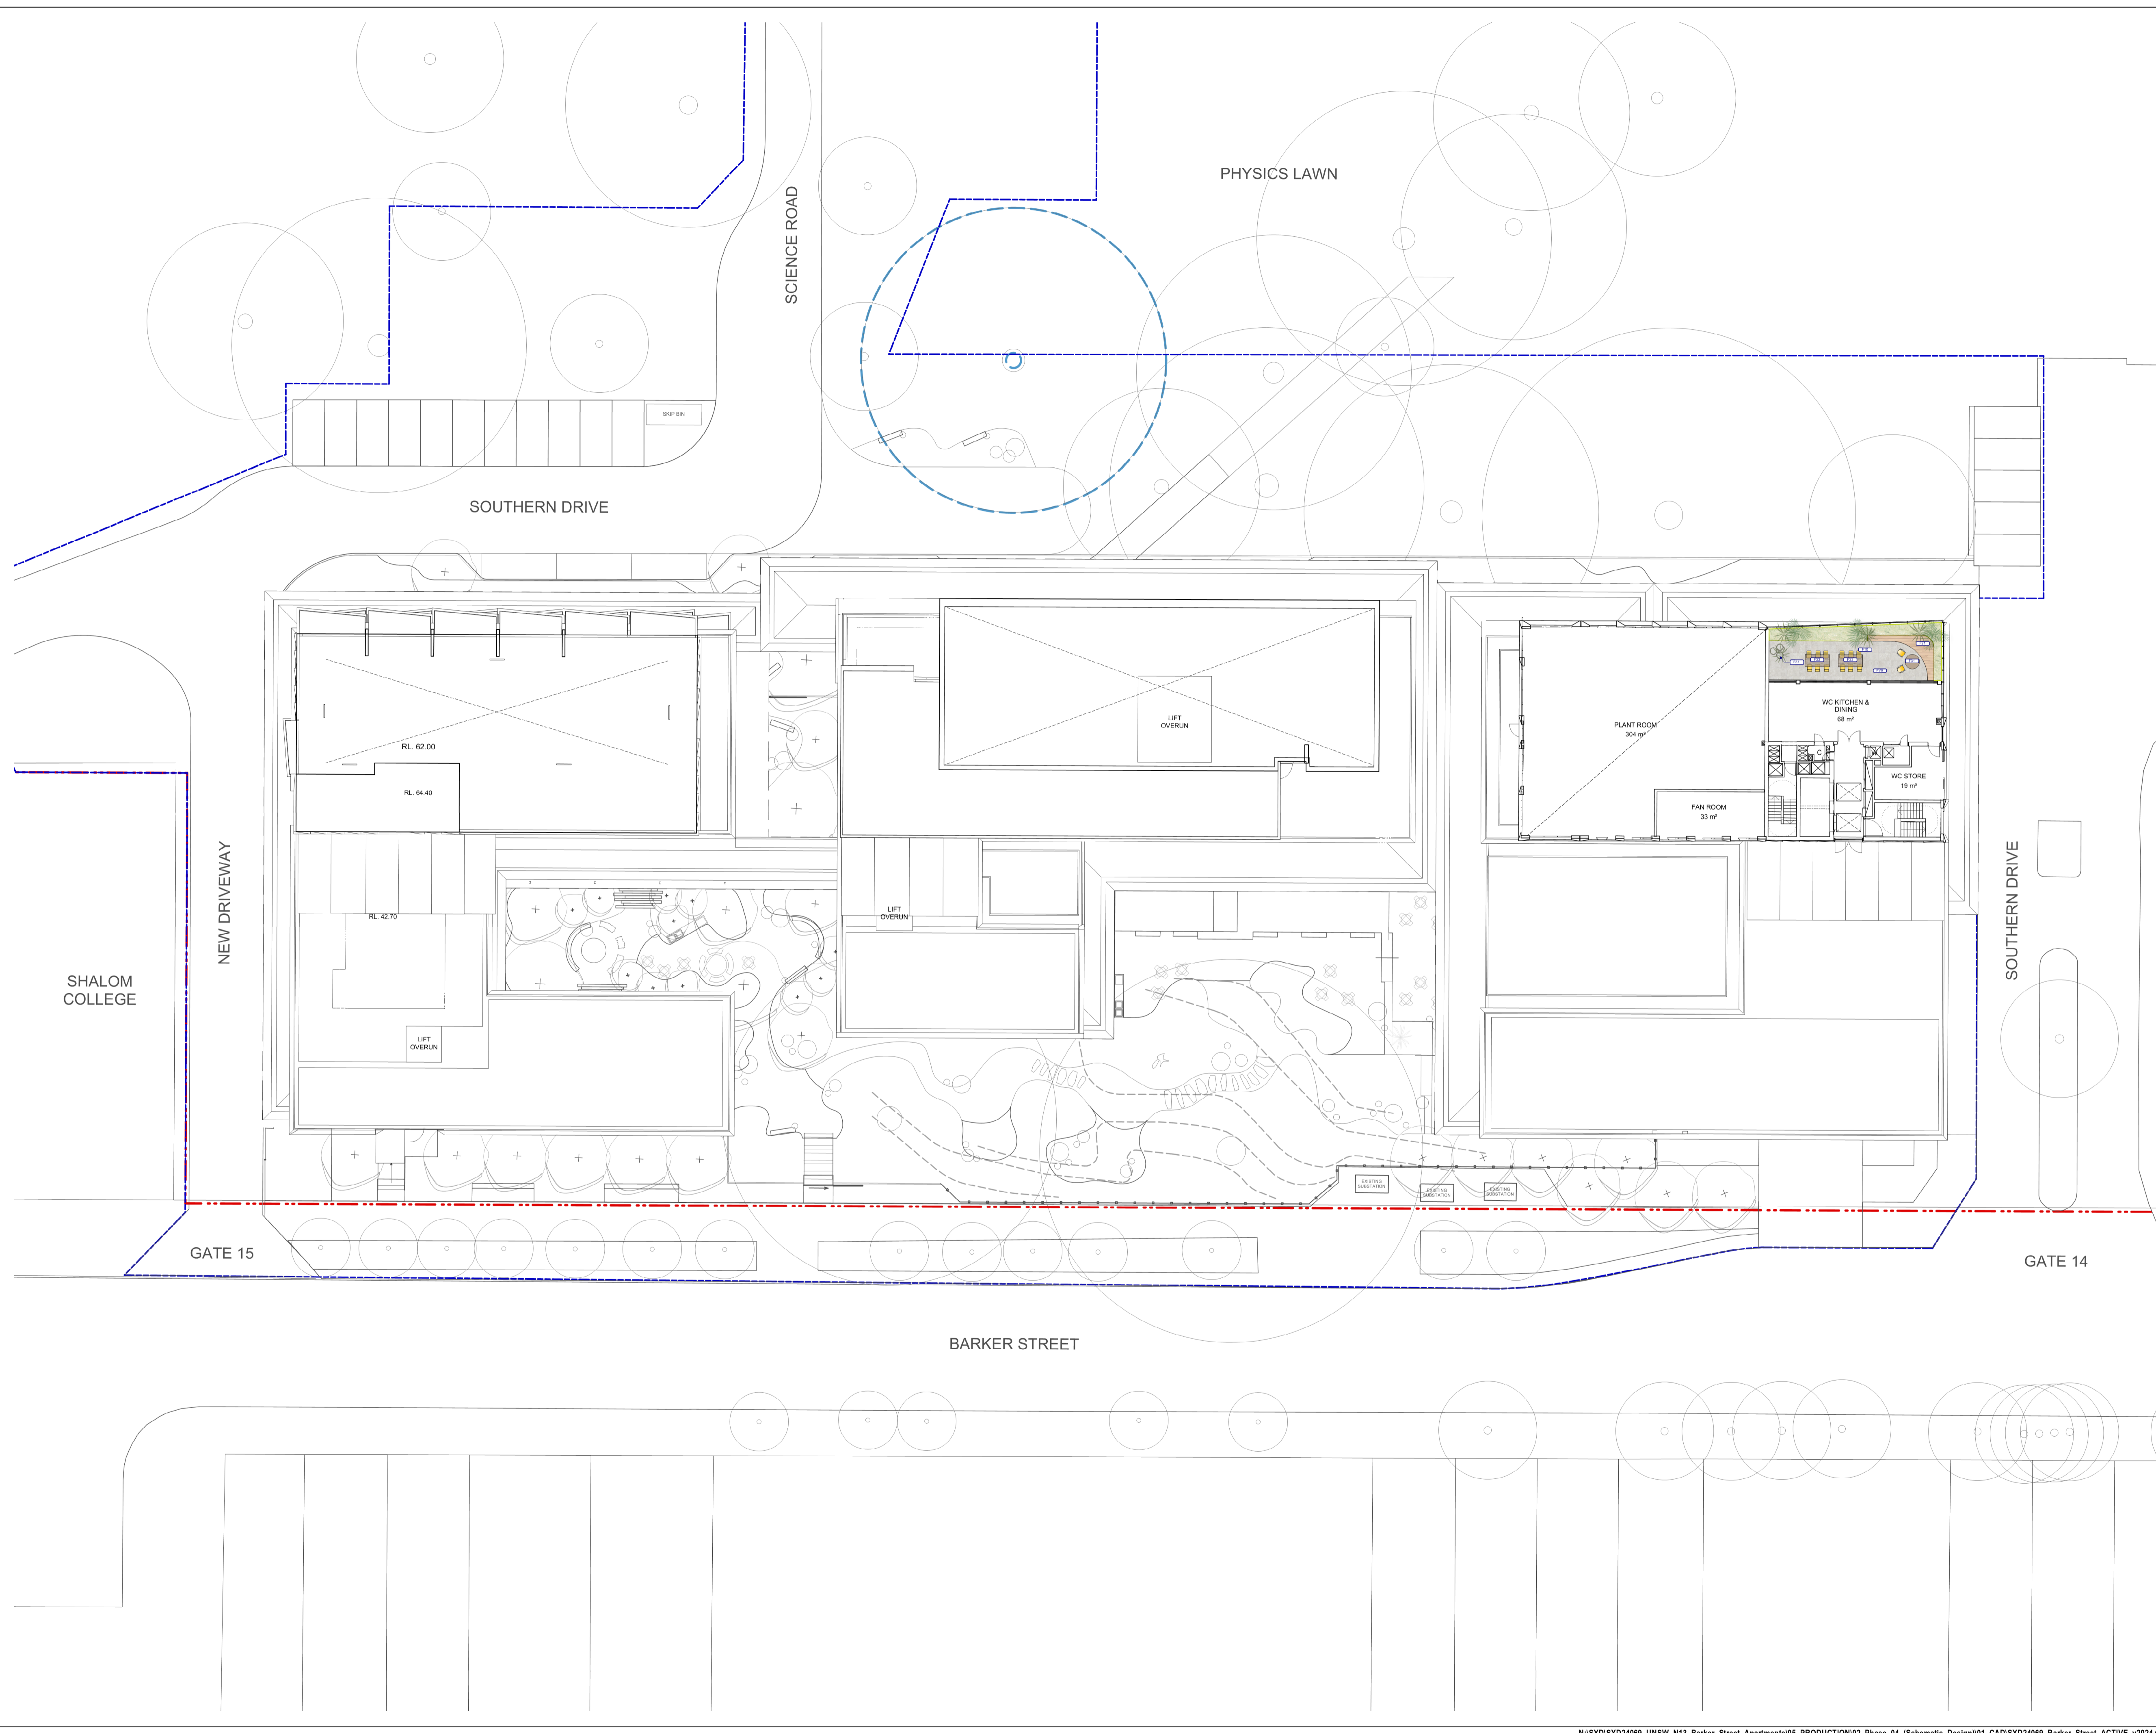 PHYSICS LAWN
SCIENCE ROAD
SKIP BIN
SOUTHERN DRIVE
WC KITCHEN &
DINING
68 m²
PLANT ROOM
304 m²
LIFT
OVERUN
RL. 62.00
C
WC STORE
19 m²
RL. 64.40
FAN ROOM
33 m²
NEW DRIVEWAY
SOUTHERN DRIVE
LIFT
OVERUN
RL. 42.70
SHALOM
COLLEGE
LIFT
OVERUN
EXISTING
SUBSTATION
EXISTING
SUBSTATION
EXISTING
SUBSTATION
GATE 15
GATE 14
BARKER STREET